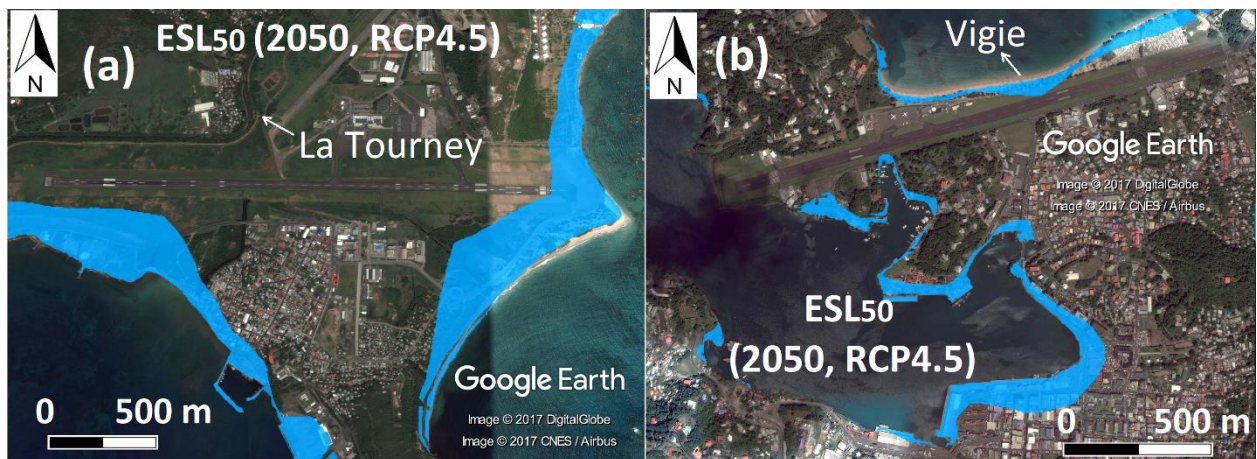 (a)
ESL50 (2050, RCP4.5)
N
La Tourney
Google Earth
Image © 2017 DigitalGlobe
Image © 2017 CNES / Airbus
0 500 m
(b)
N
Vigie
Google Earth
Image © 2017 DigitalGlobe
Image © 2017 CNES / Airbus
ESL50
(2050, RCP4.5)
0 500 m